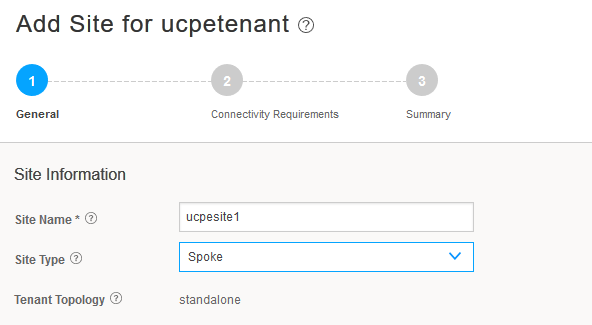 Add Site for ucpetenant ?
1 2 3
General Connectivity Requirements Summary
Site Information
Site Name * ? ucpesite1
Site Type ? Spoke
Tenant Topology ? standalone